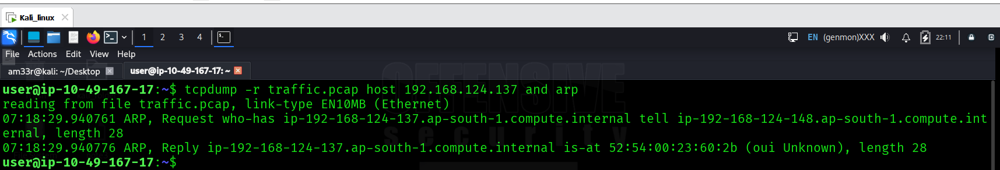 Kali_linux
1 2 3 4 EN (genmon)XXX 22:11
File Actions Edit View Help
am33r@kali: ~/Desktop user@ip-10-49-167-17: ~
OFFENSIVE
security
user@ip-10-49-167-17:~$ tcpdump -r traffic.pcap host 192.168.124.137 and arp
reading from file traffic.pcap, link-type EN10MB (Ethernet)
07:18:29.940761 ARP, Request who-has ip-192-168-124-137.ap-south-1.compute.internal tell ip-192-168-124-148.ap-south-1.compute.int
ernal, length 28
07:18:29.940776 ARP, Reply ip-192-168-124-137.ap-south-1.compute.internal is-at 52:54:00:23:60:2b (oui Unknown), length 28
user@ip-10-49-167-17:~$